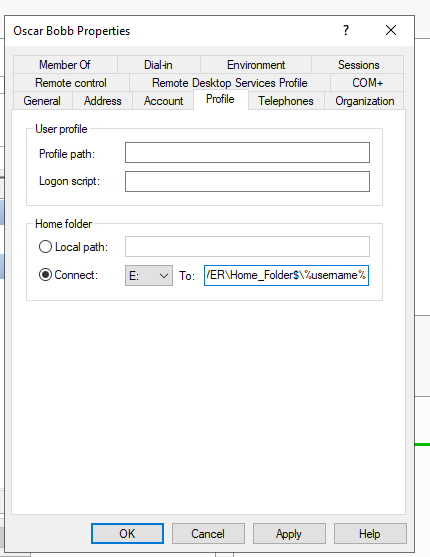 Oscar Bobb Properties
?
Member Of Dial-in Environment Sessions
Remote control Remote Desktop Services Profile COM+
General Address Account Profile Telephones Organization
User profile
Profile path:
Logon script:
Home folder
Local path:
Connect: E: To: /ER\Home_Folder$\%username%
OK Cancel Apply Help